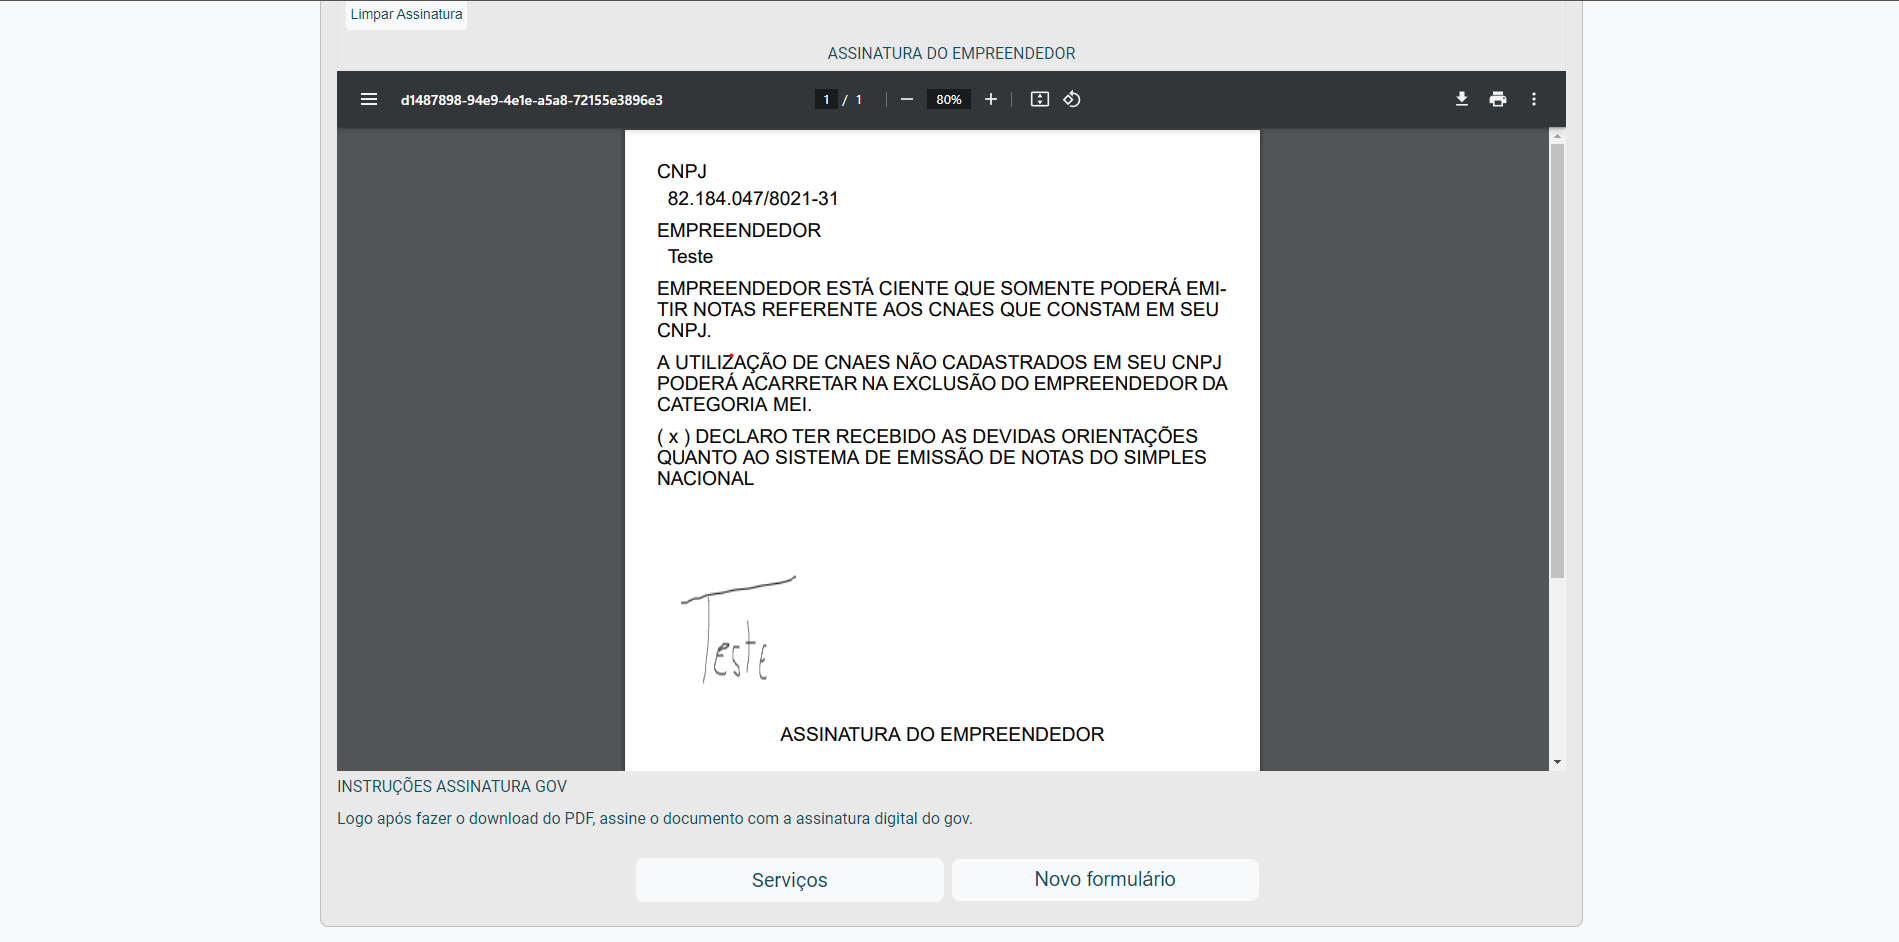 Limpar Assinatura
ASSINATURA DO EMPREENDEDOR
d1487898-94e9-4e1e-a5a8-72155e3896e3
1 / 1
80%
CNPJ
82.184.047/8021-31
EMPREENDEDOR
Teste
EMPREENDEDOR ESTÁ CIENTE QUE SOMENTE PODERÁ EMI-
TIR NOTAS REFERENTE AOS CNAES QUE CONSTAM EM SEU
CNPJ.
A UTILIZAÇÃO DE CNAES NÃO CADASTRADOS EM SEU CNPJ
PODERÁ ACARRETAR NA EXCLUSÃO DO EMPREENDEDOR DA
CATEGORIA MEI.
( x ) DECLARO TER RECEBIDO AS DEVIDAS ORIENTAÇÕES
QUANTO AO SISTEMA DE EMISSÃO DE NOTAS DO SIMPLES
NACIONAL
Teste
ASSINATURA DO EMPREENDEDOR
INSTRUÇÕES ASSINATURA GOV
Logo após fazer o download do PDF, assine o documento com a assinatura digital do gov.
Serviços
Novo formulário